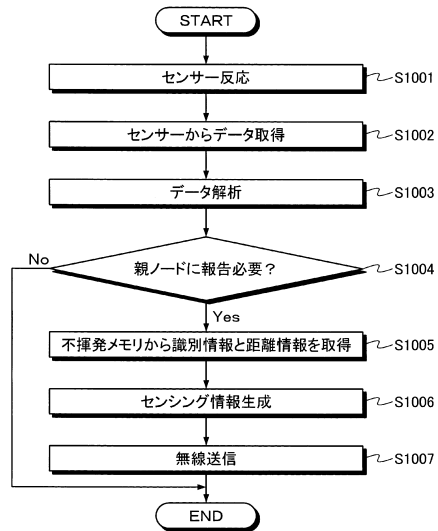 START
センサー反応
S1001
センサーからデータ取得
S1002
データ解析
S1003
親ノードに報告必要？
S1004
No
Yes
不揮発メモリから識別情報と距離情報を取得
S1005
センシング情報生成
S1006
無線送信
S1007
END